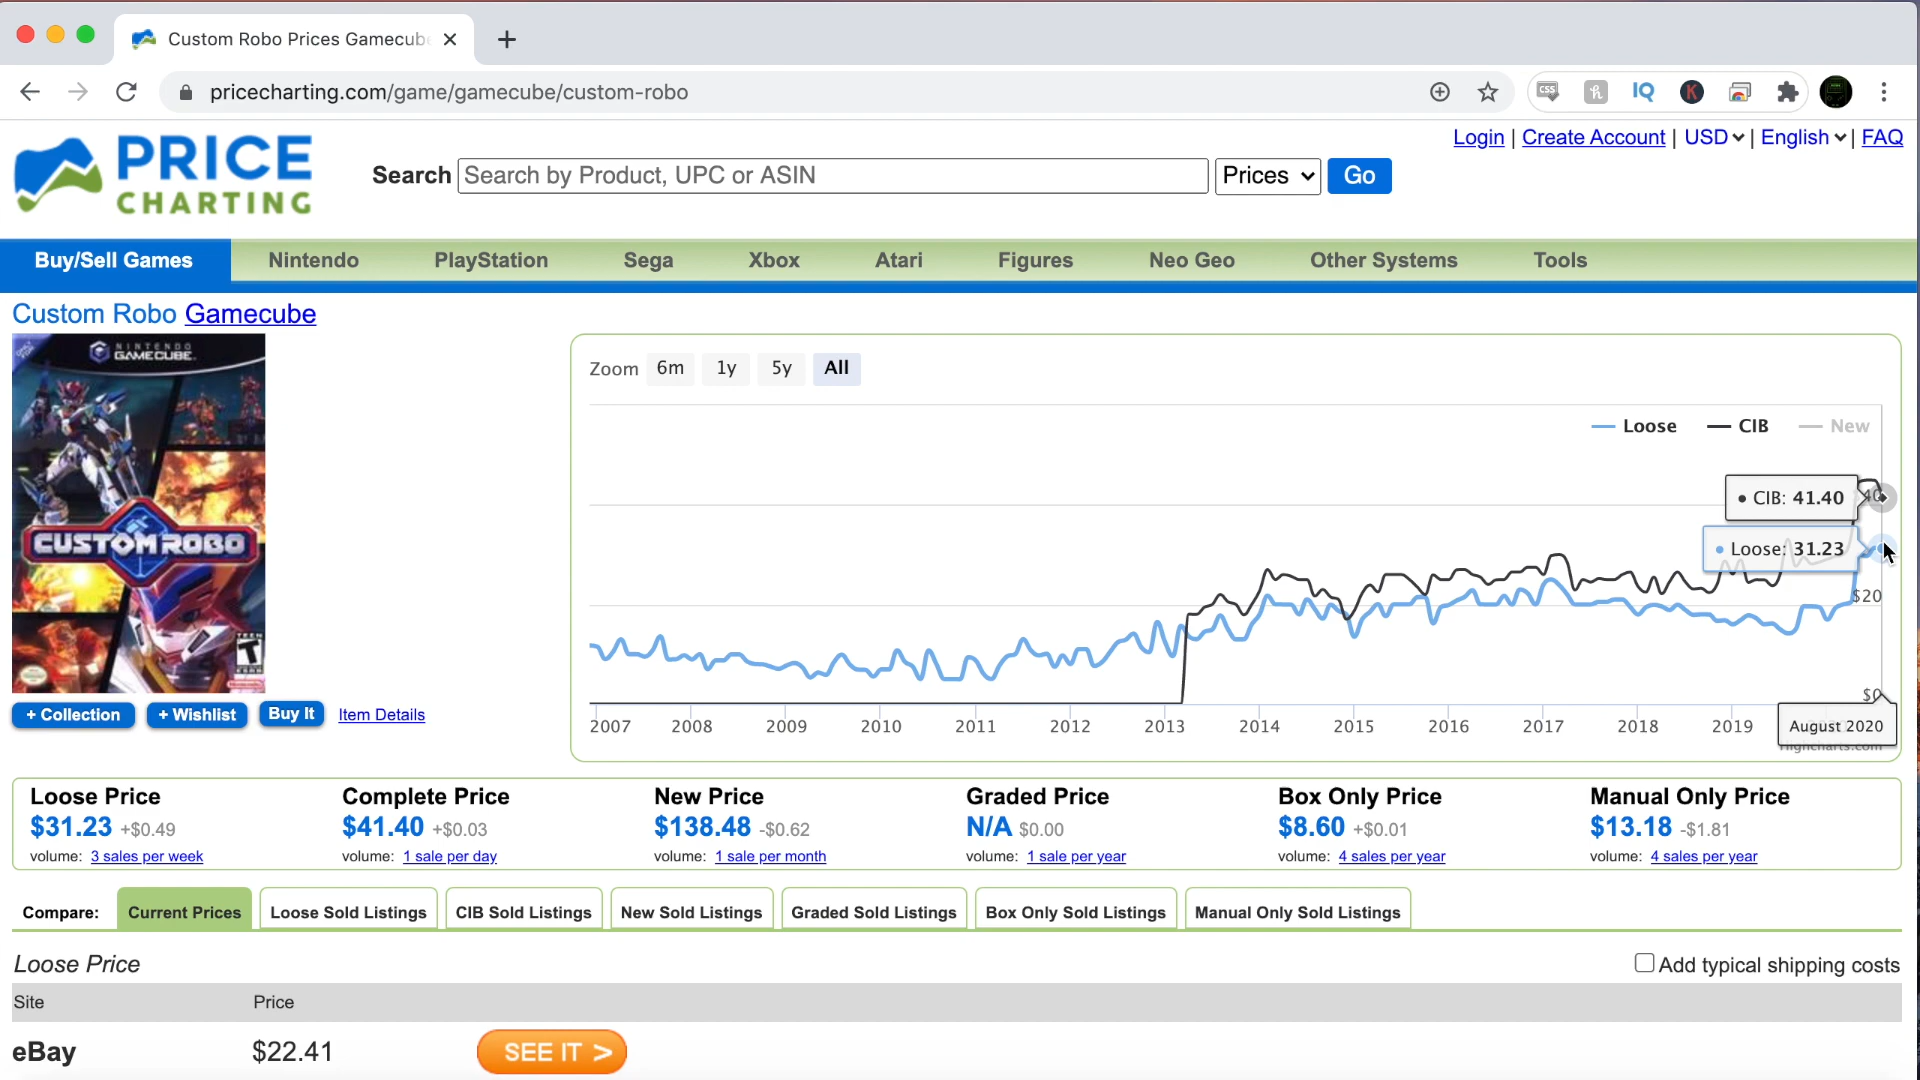 Custom Robo Prices Gamecube
pricecharting.com/game/gamecube/custom-robo
CSS
h
IQ
K
PRICE
CHARTING
Search
Search by Product, UPC or ASIN
Prices
Go
Login | Create Account | USD | English | FAQ
Buy/Sell Games Nintendo PlayStation Sega Xbox Atari Figures Neo Geo Other Systems Tools
Custom Robo Gamecube
NINTENDO
GAMECUBE.
CUSTOM ROBO
TEEN
T
ESRB
+ Collection + Wishlist Buy It Item Details
Zoom 6m 1y 5y All
Loose CIB New
CIB: 41.40
Loose: 31.23
$20
$0
2007 2008 2009 2010 2011 2012 2013 2014 2015 2016 2017 2018 2019
August 2020
Highcharts.com
Loose Price Complete Price New Price Graded Price Box Only Price Manual Only Price
$31.23 +$0.49 $41.40 +$0.03 $138.48 -$0.62 N/A $0.00 $8.60 +$0.01 $13.18 -$1.81
volume: 3 sales per week volume: 1 sale per day volume: 1 sale per month volume: 1 sale per year volume: 4 sales per year volume: 4 sales per year
Compare: Current Prices Loose Sold Listings CIB Sold Listings New Sold Listings Graded Sold Listings Box Only Sold Listings Manual Only Sold Listings
Loose Price
Add typical shipping costs
Site Price
eBay $22.41 SEE IT >